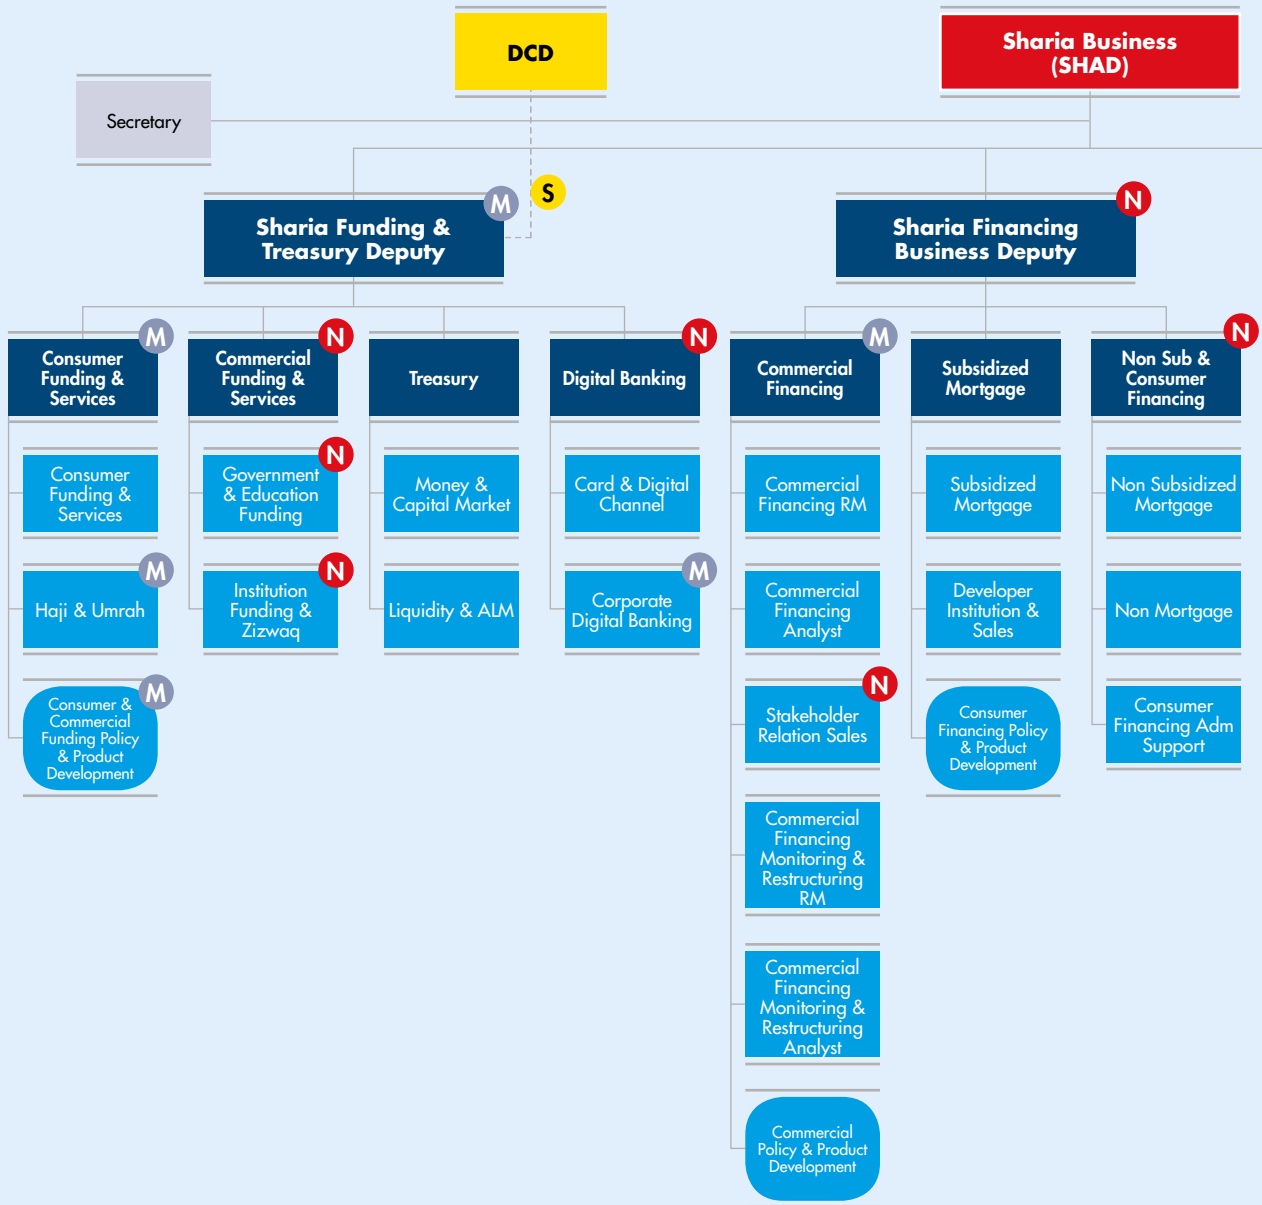 DCD
Sharia Business
(SHAD)
Secretary
M
S
N
Sharia Funding &
Treasury Deputy
Sharia Financing
Business Deputy
M
N
N
M
N
Consumer
Funding &
Services
Commercial
Funding &
Services
Treasury
Digital Banking
Commercial
Financing
Subsidized
Mortgage
Non Sub &
Consumer
Financing
N
Consumer
Funding &
Services
Government
& Education
Funding
Money &
Capital Market
Card & Digital
Channel
Commercial
Financing RM
Subsidized
Mortgage
Non Subsidized
Mortgage
M
N
M
Haji & Umrah
Institution
Funding &
Zizwaq
Liquidity & ALM
Corporate
Digital Banking
Commercial
Financing
Analyst
Developer
Institution &
Sales
Non Mortgage
M
N
Consumer &
Commercial
Funding Policy
& Product
Development
Stakeholder
Relation Sales
Consumer
Financing Policy
& Product
Development
Consumer
Financing Adm
Support
Commercial
Financing
Monitoring &
Restructuring
RM
Commercial
Financing
Monitoring &
Restructuring
Analyst
Commercial
Policy & Product
Development